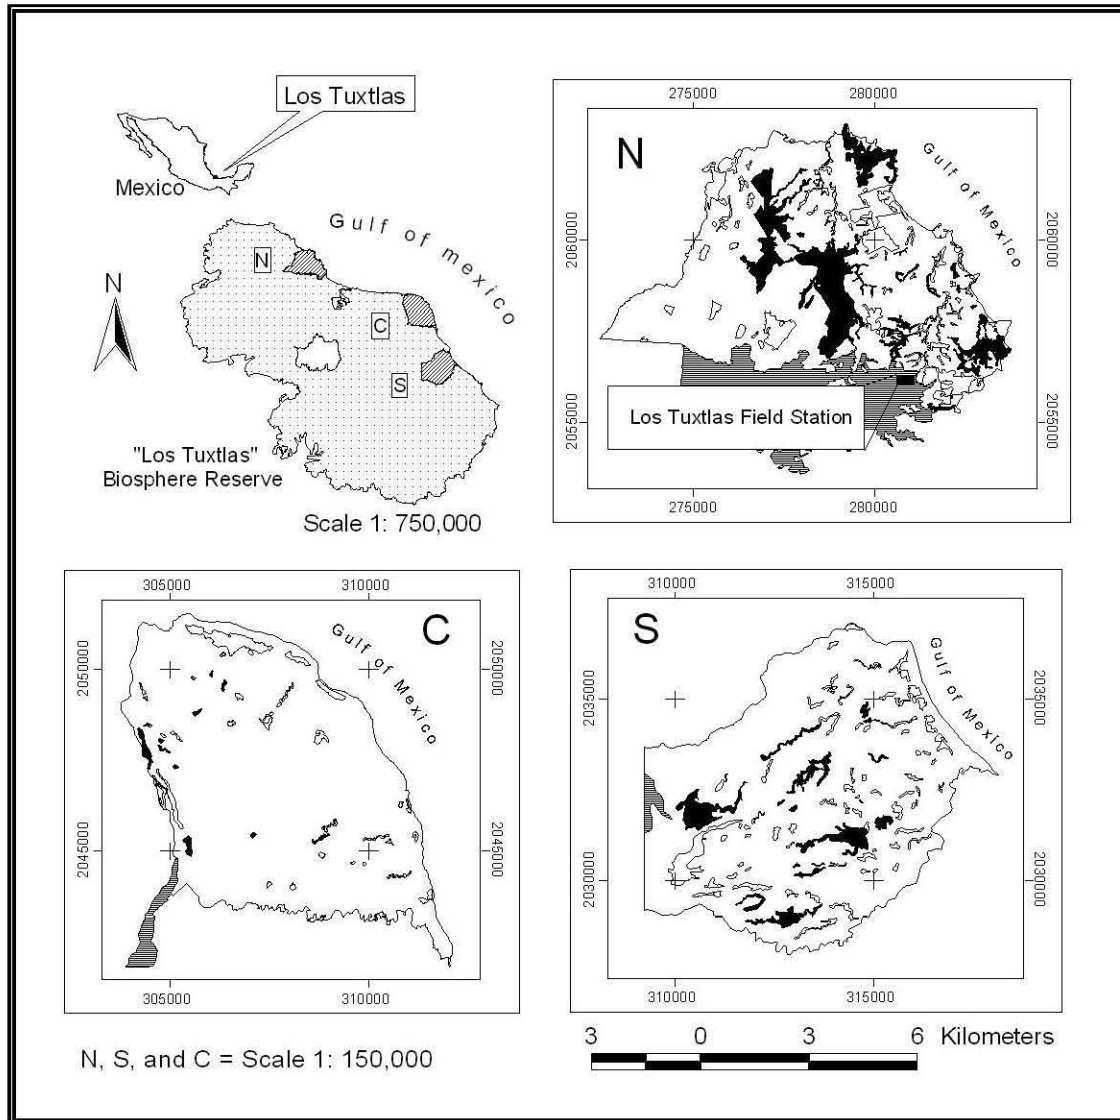 Los Tuxtlas
Mexico
Gulf of mexico
N
N
C
S
"Los Tuxtlas"
Biosphere Reserve
Scale 1: 750,000
275000
280000
N
Gulf of Mexico
2060000
2060000
2055000
2055000
Los Tuxtlas Field Station
275000
280000
305000
310000
C
Gulf of Mexico
2050000
2050000
2045000
2045000
305000
310000
310000
315000
S
Gulf of Mexico
2035000
2035000
2030000
2030000
310000
315000
N, S, and C = Scale 1: 150,000
3 0 3 6 Kilometers